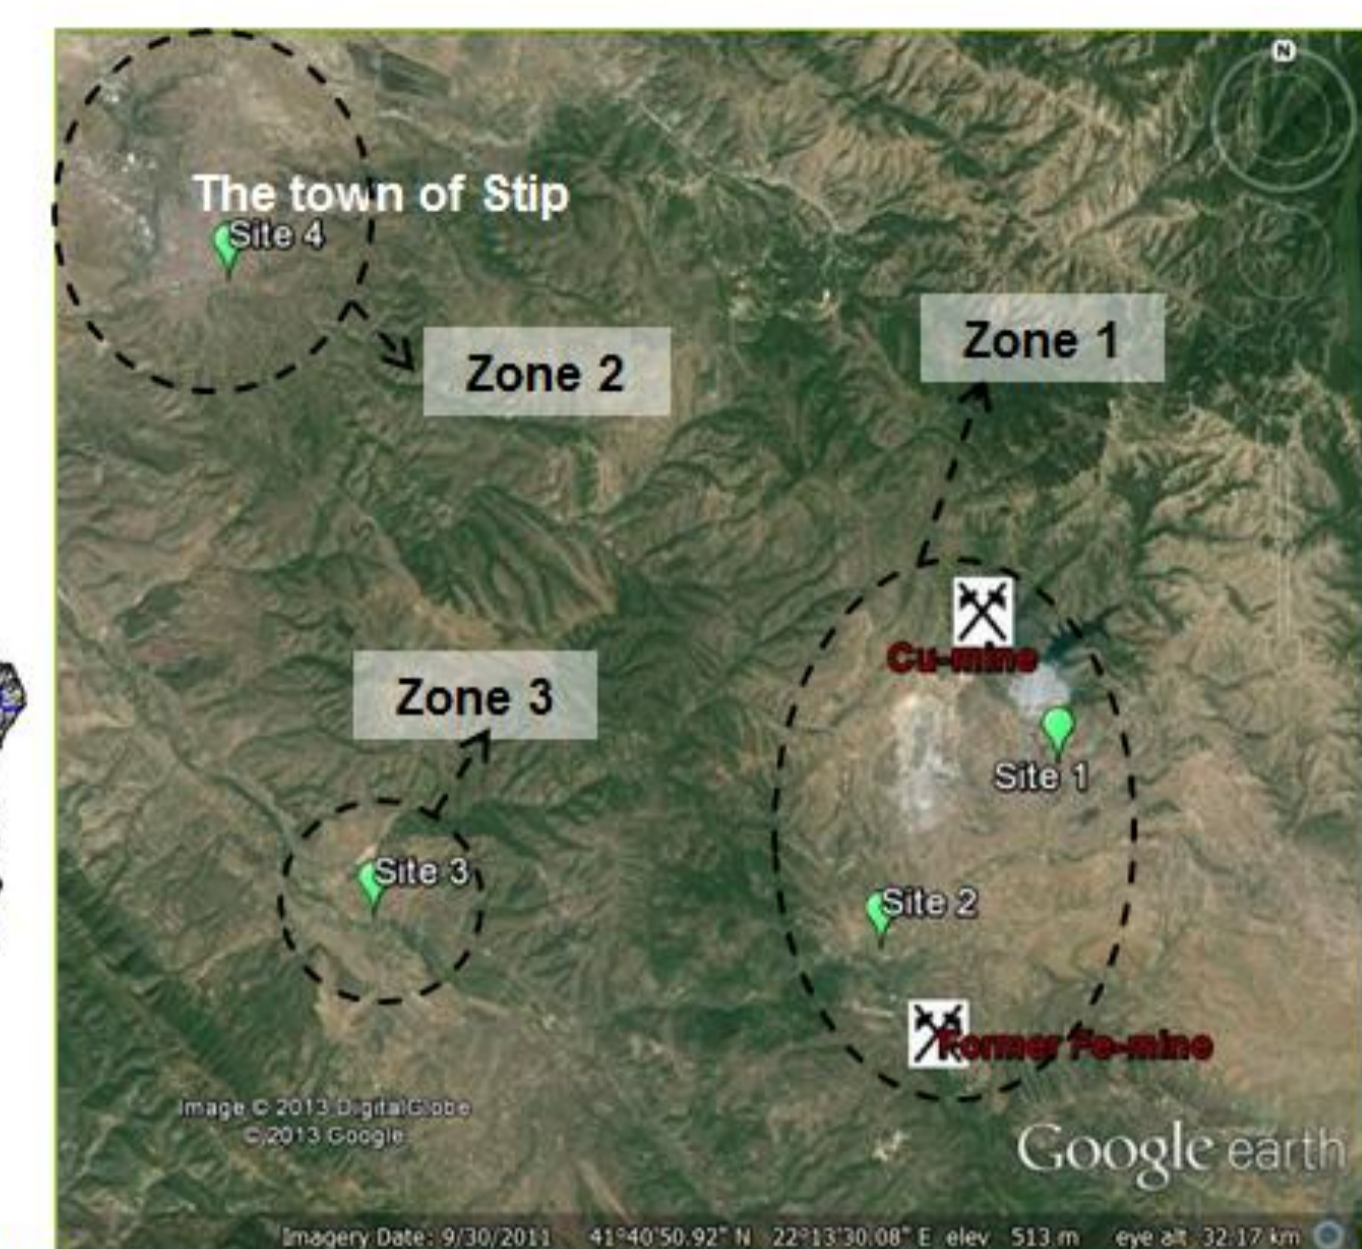 N
The town of Stip
Site 4
Zone 1
Zone 2
Cu-mine
Zone 3
Site 1
Site 3
Site 2
Former Fe-mine
Image © 2013 DigitalGlobe
© 2013 Google
Google earth
Imagery Date: 9/30/2011 41°40'50.92" N 22°13'30.08" E elev 513 m eye alt 32.17 km